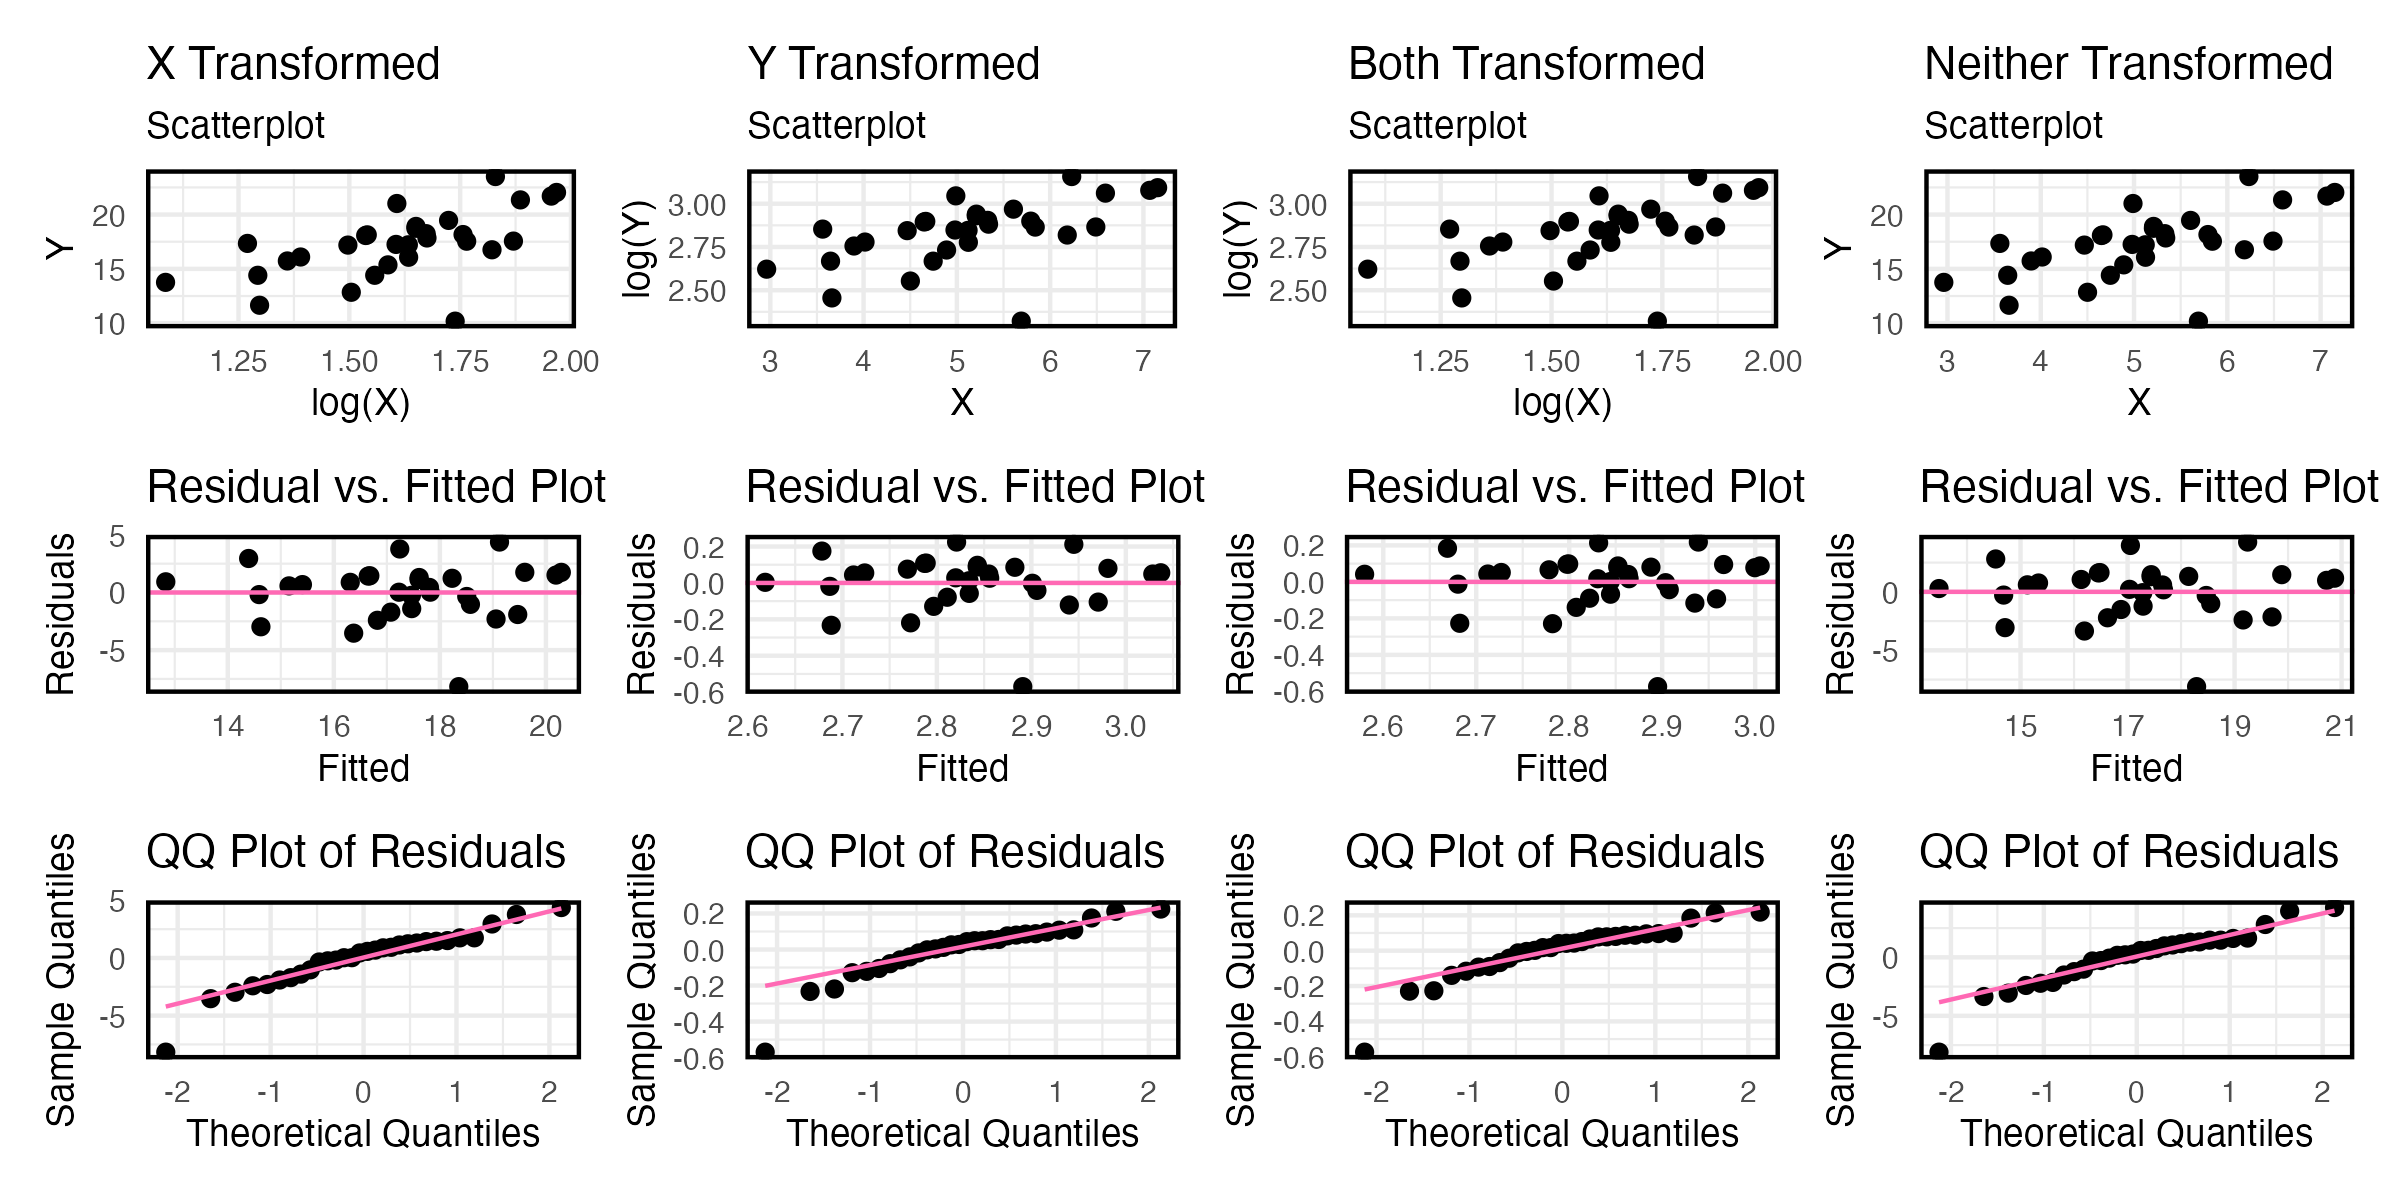 X Transformed
Scatterplot
Y
20
15
10
1.25 1.50 1.75 2.00
log(X)
Residual vs. Fitted Plot
Residuals
5
0
-5
14 16 18 20
Fitted
QQ Plot of Residuals
Sample Quantiles
5
0
-5
-2 -1 0 1 2
Theoretical Quantiles
Y Transformed
Scatterplot
log(Y)
3.00
2.75
2.50
3 4 5 6 7
X
Residual vs. Fitted Plot
Residuals
0.2
0.0
-0.2
-0.4
-0.6
2.6 2.7 2.8 2.9 3.0
Fitted
QQ Plot of Residuals
Sample Quantiles
0.2
0.0
-0.2
-0.4
-0.6
-2 -1 0 1 2
Theoretical Quantiles
Both Transformed
Scatterplot
log(Y)
3.00
2.75
2.50
1.25 1.50 1.75 2.00
log(X)
Residual vs. Fitted Plot
Residuals
0.2
0.0
-0.2
-0.4
-0.6
2.6 2.7 2.8 2.9 3.0
Fitted
QQ Plot of Residuals
Sample Quantiles
0.2
0.0
-0.2
-0.4
-0.6
-2 -1 0 1 2
Theoretical Quantiles
Neither Transformed
Scatterplot
Y
20
15
10
3 4 5 6 7
X
Residual vs. Fitted Plot
Residuals
0
-5
15 17 19 21
Fitted
QQ Plot of Residuals
Sample Quantiles
0
-5
-2 -1 0 1 2
Theoretical Quantiles